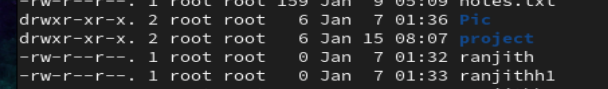 -rw-r--r--. 1 root root 159 Jan  9 05:09 notes.txt
drwxr-xr-x. 2 root root   6 Jan  7 01:36 Pic
drwxr-xr-x. 2 root root   6 Jan 15 08:07 project
-rw-r--r--. 1 root root   0 Jan  7 01:32 ranjith
-rw-r--r--. 1 root root   0 Jan  7 01:33 ranjithh1